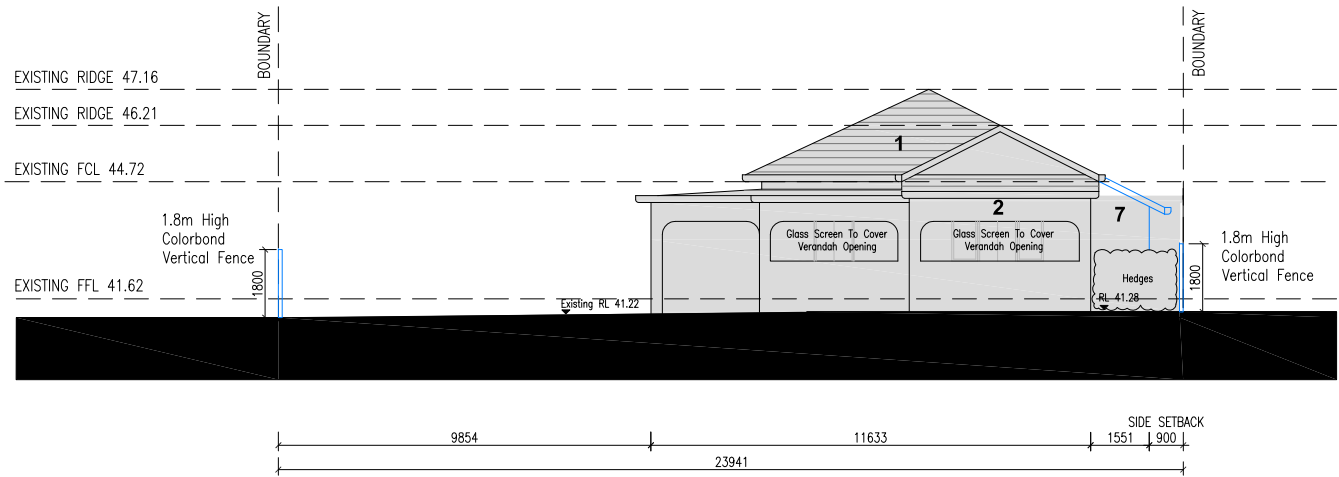 BOUNDARY
BOUNDARY
EXISTING RIDGE 47.16
EXISTING RIDGE 46.21
EXISTING FCL 44.72
1
1.8m High
Colorbond
Vertical Fence
1800
2
7
Glass Screen To Cover
Verandah Opening
Glass Screen To Cover
Verandah Opening
1.8m High
Colorbond
Vertical Fence
1800
Hedges
EXISTING FFL 41.62
Existing RL 41.22
RL 41.28
SIDE SETBACK
9854
11633
1551
900
23941